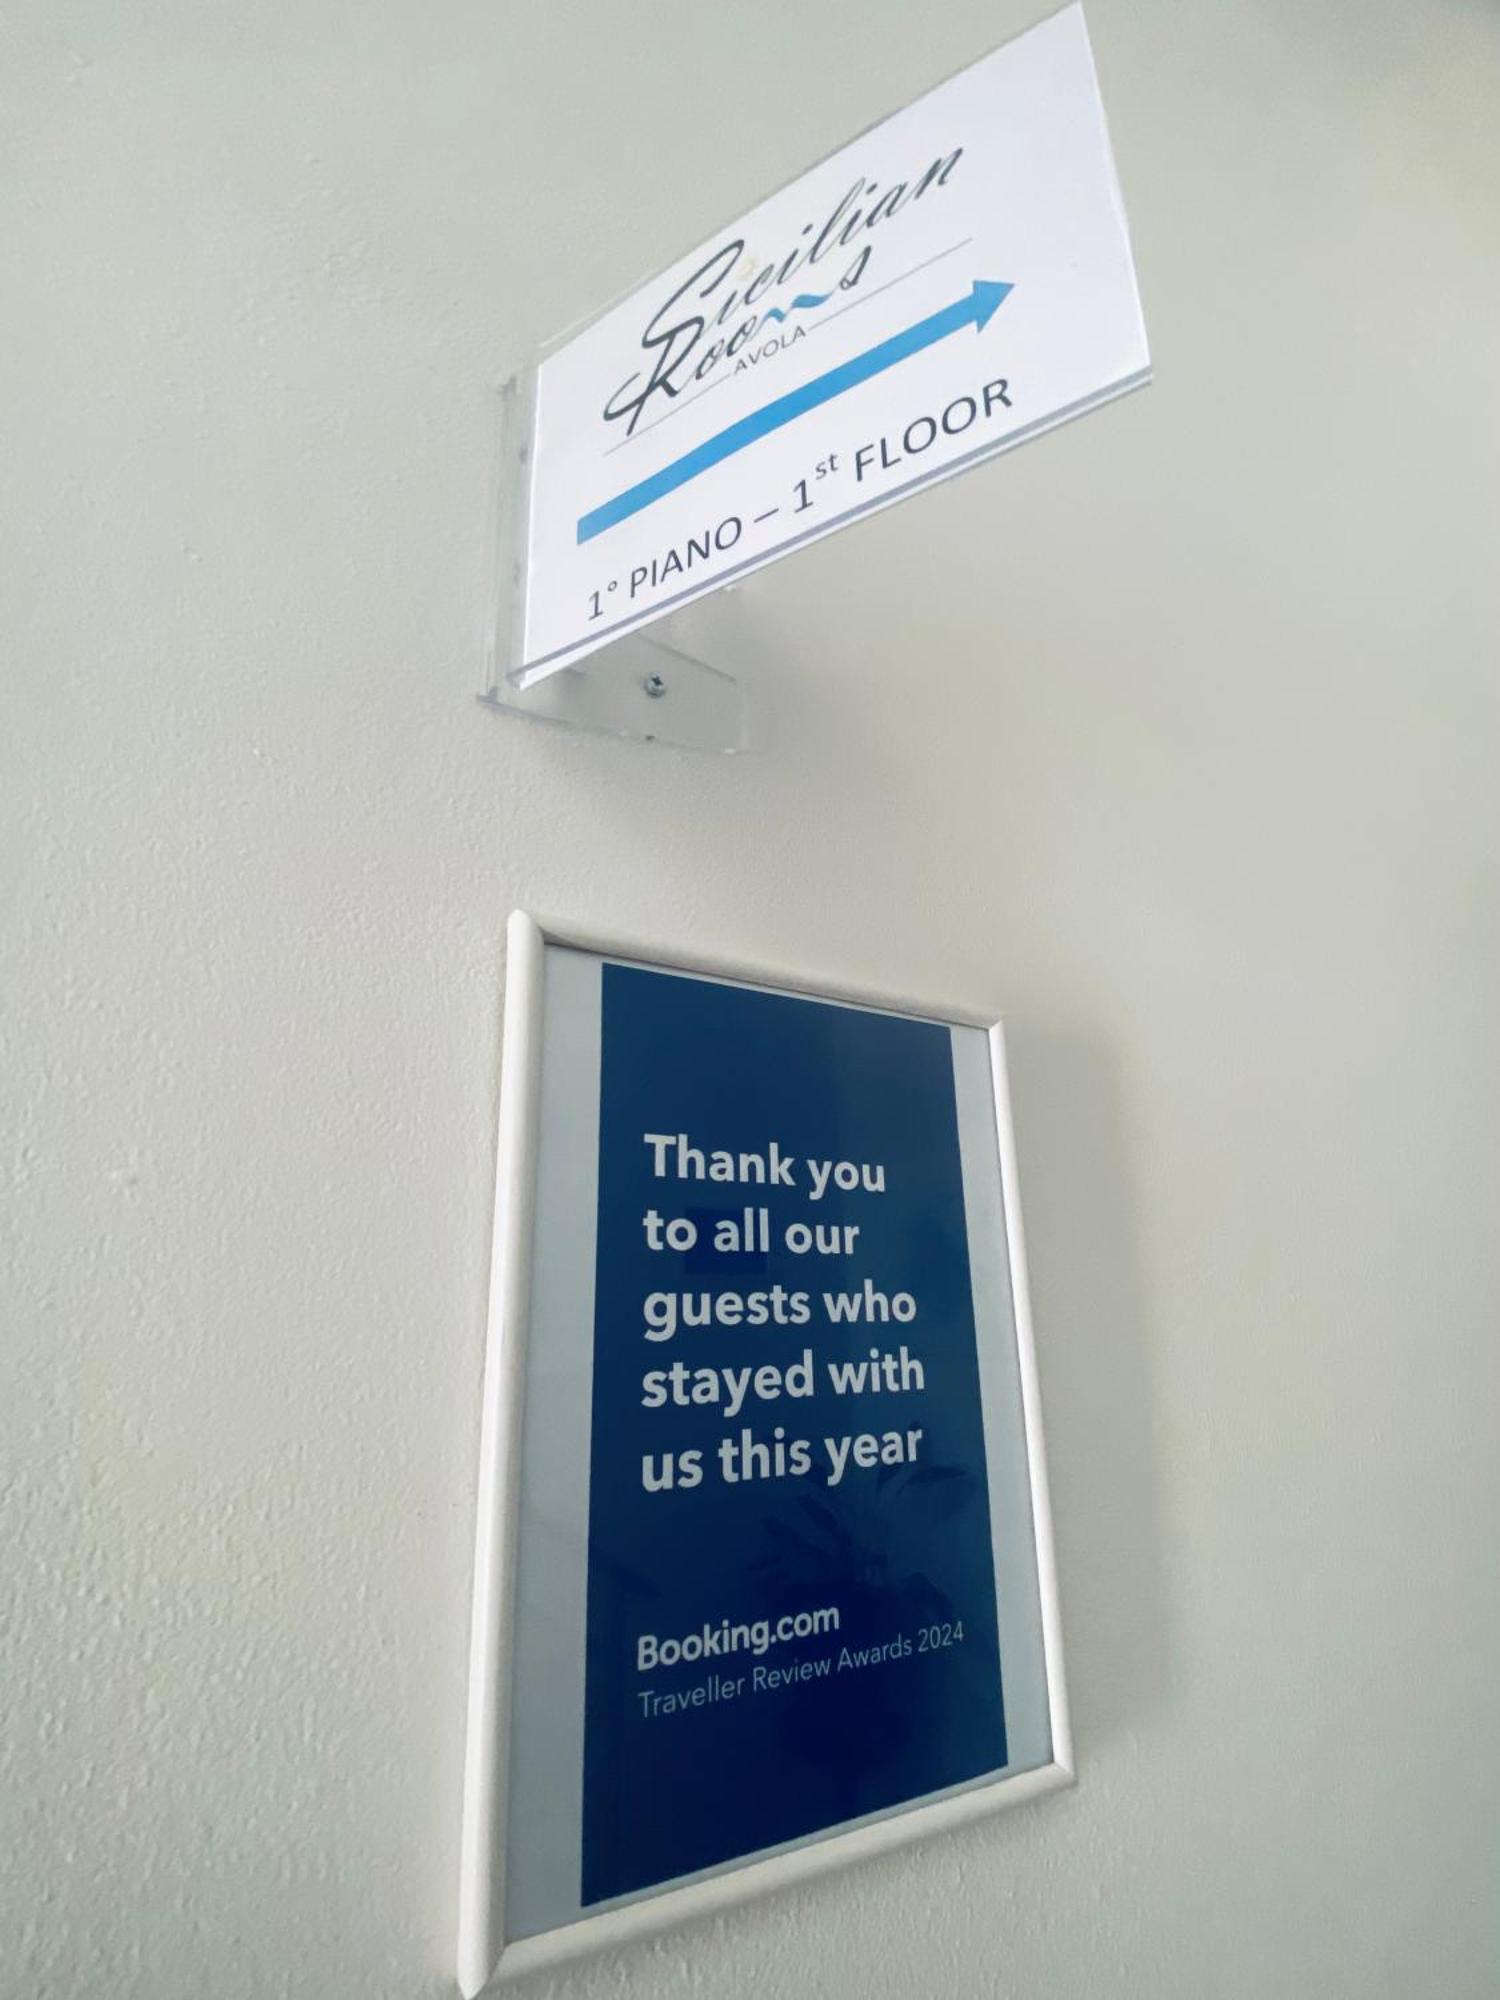 Sicilian
Rooms
AVOLA
1° PIANO – 1st FLOOR
Thank you
to all our
guests who
stayed with
us this year
Booking.com
Traveller Review Awards 2024